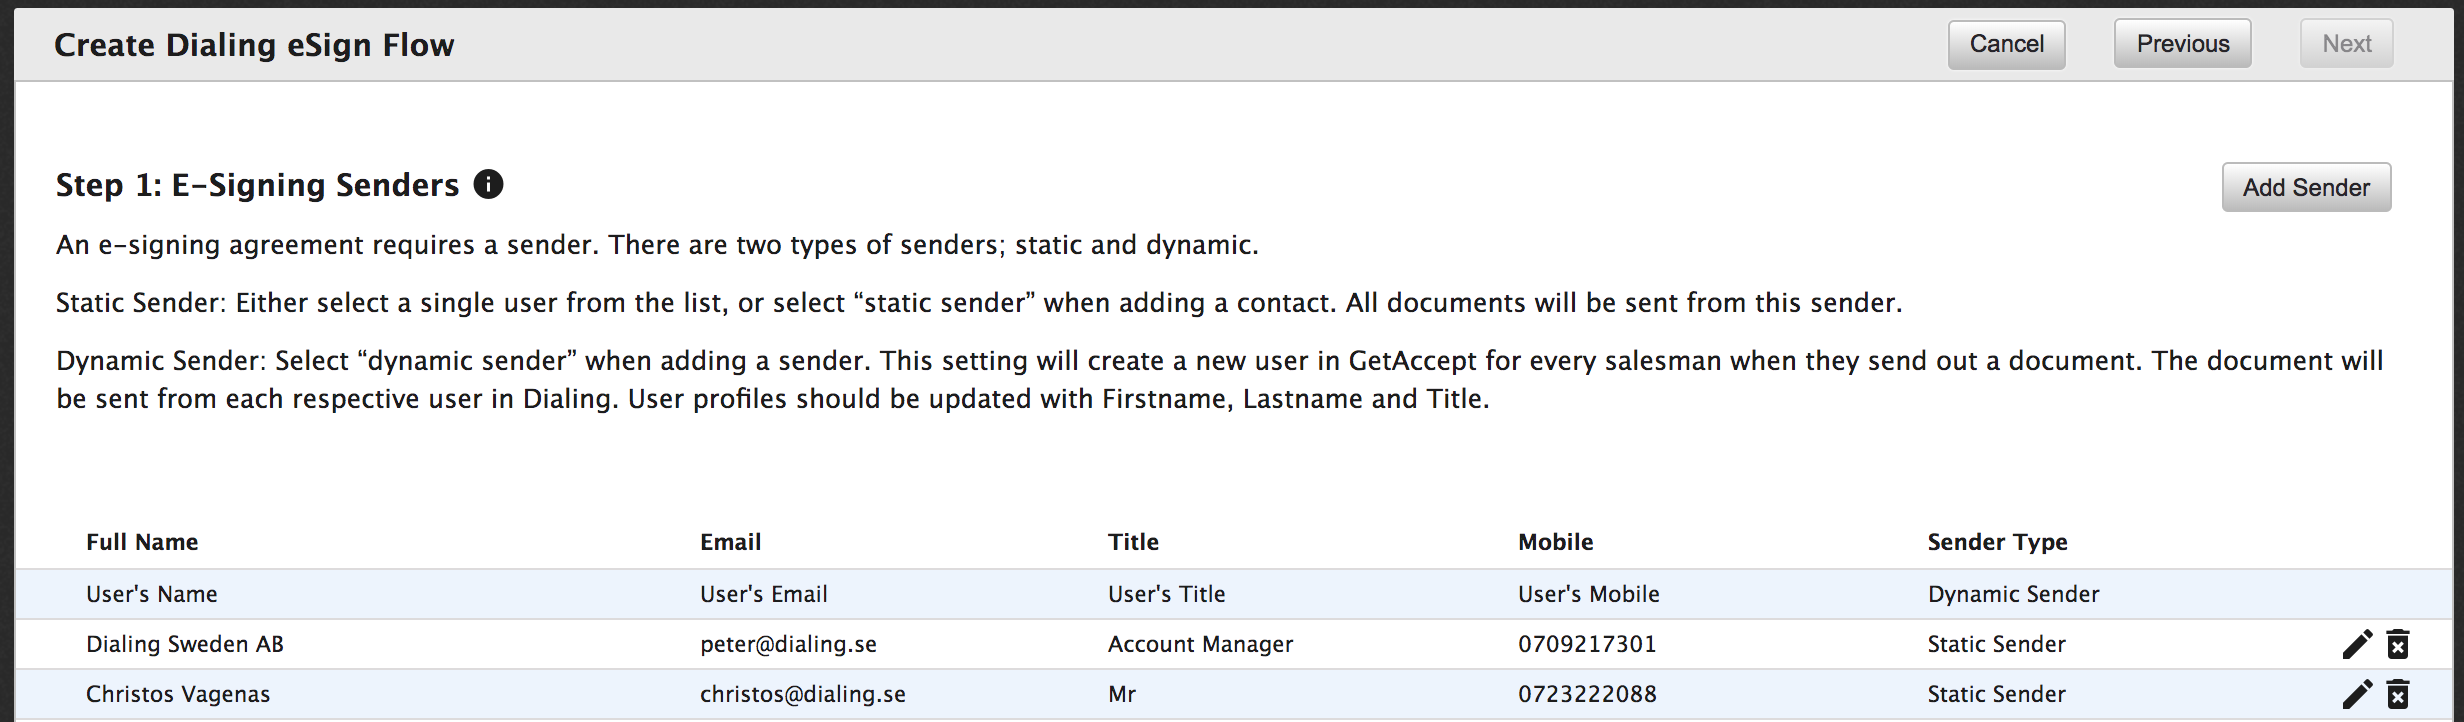 Create Dialing eSign Flow
Cancel
Previous
Next
Step 1: E-Signing Senders
Add Sender
An e-signing agreement requires a sender. There are two types of senders; static and dynamic.
Static Sender: Either select a single user from the list, or select “static sender” when adding a contact. All documents will be sent from this sender.
Dynamic Sender: Select “dynamic sender” when adding a sender. This setting will create a new user in GetAccept for every salesman when they send out a document. The document will
be sent from each respective user in Dialing. User profiles should be updated with Firstname, Lastname and Title.
Full Name Email Title Mobile Sender Type
User's Name User's Email User's Title User's Mobile Dynamic Sender
Dialing Sweden AB peter@dialing.se Account Manager 0709217301 Static Sender
Christos Vagenas christos@dialing.se Mr 0723222088 Static Sender